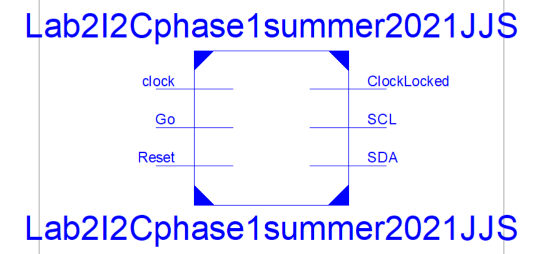 Lab2I2Cphase1summer2021JJS
clock ClockLocked
Go SCL
Reset SDA
Lab2I2Cphase1summer2021JJS